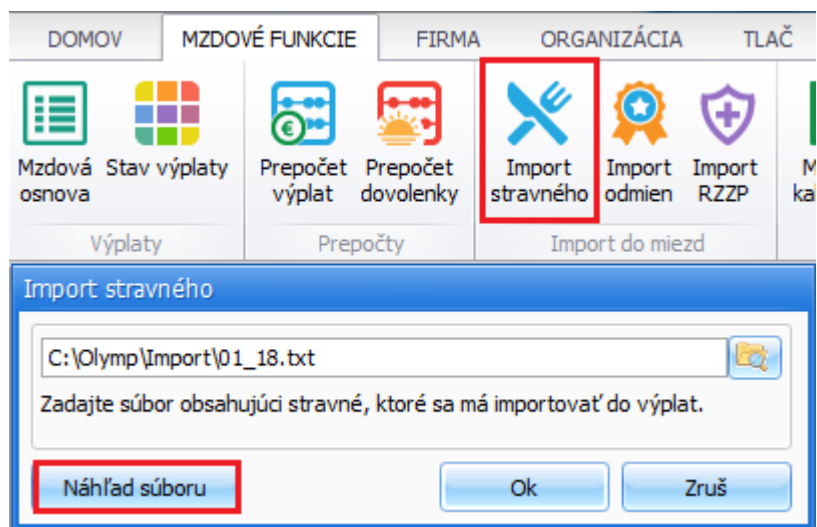 DOMOV MZDOVÉ FUNKCIE FIRMA ORGANIZÁCIA TLAČ
Mzdová osnova
Stav výplaty
Prepočet výplat
Prepočet dovolenky
Import stravného
Import odmien
Import RZZP
Výplaty Prepočty Import do miezd
Import stravného
C:\Olymp\Import\01_18.txt
Zadajte súbor obsahujúci stravné, ktoré sa má importovať do výplat.
Náhľad súboru Ok Zruš